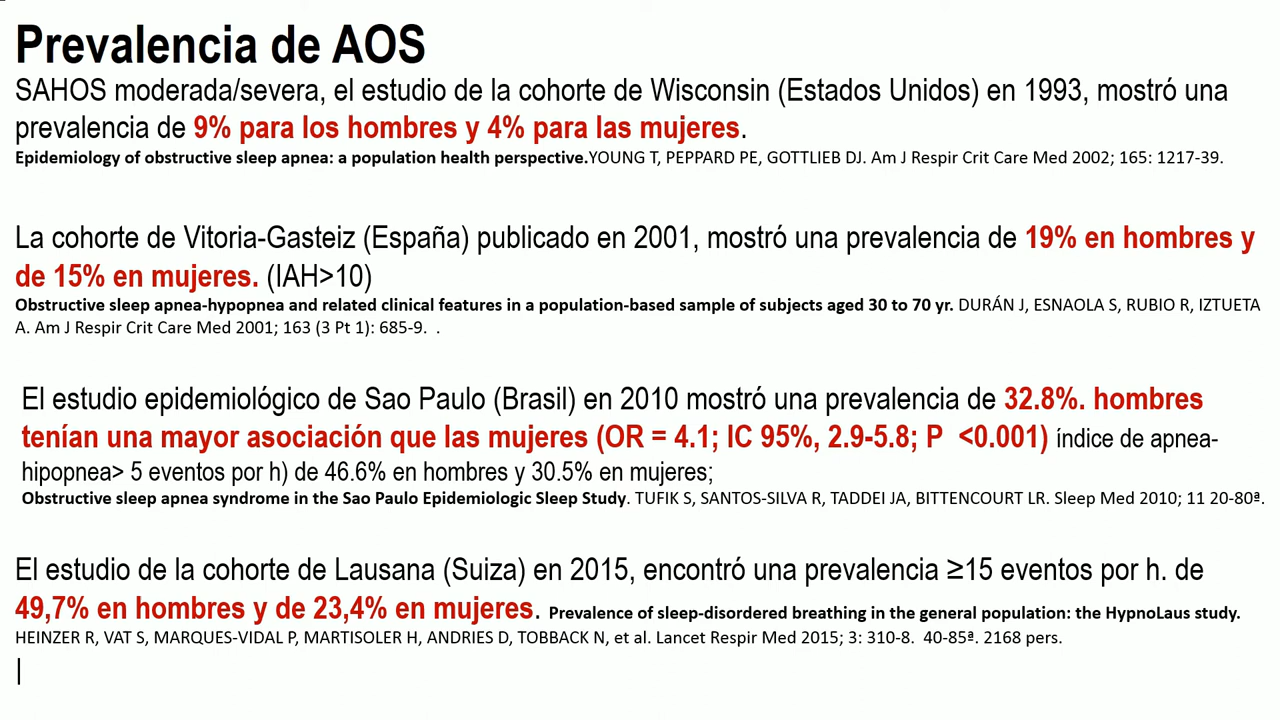 Prevalencia de AOS
SAHOS moderada/severa, el estudio de la cohorte de Wisconsin (Estados Unidos) en 1993, mostró una
prevalencia de 9% para los hombres y 4% para las mujeres.
Epidemiology of obstructive sleep apnea: a population health perspective.YOUNG T, PEPPARD PE, GOTTLIEB DJ. Am J Respir Crit Care Med 2002; 165: 1217-39.
La cohorte de Vitoria-Gasteiz (España) publicado en 2001, mostró una prevalencia de 19% en hombres y
de 15% en mujeres. (IAH>10)
Obstructive sleep apnea-hypopnea and related clinical features in a population-based sample of subjects aged 30 to 70 yr. DURÁN J, ESNAOLA S, RUBIO R, IZTUETA
A. Am J Respir Crit Care Med 2001; 163 (3 Pt 1): 685-9. .
El estudio epidemiológico de Sao Paulo (Brasil) en 2010 mostró una prevalencia de 32.8%. hombres
tenían una mayor asociación que las mujeres (OR = 4.1; IC 95%, 2.9-5.8; P <0.001) índice de apnea-
hipopnea> 5 eventos por h) de 46.6% en hombres y 30.5% en mujeres;
Obstructive sleep apnea syndrome in the Sao Paulo Epidemiologic Sleep Study. TUFIK S, SANTOS-SILVA R, TADDEI JA, BITTENCOURT LR. Sleep Med 2010; 11 20-80ª.
El estudio de la cohorte de Lausana (Suiza) en 2015, encontró una prevalencia ≥15 eventos por h. de
49,7% en hombres y de 23,4% en mujeres. Prevalence of sleep-disordered breathing in the general population: the HypnoLaus study.
HEINZER R, VAT S, MARQUES-VIDAL P, MARTISOLER H, ANDRIES D, TOBBACK N, et al. Lancet Respir Med 2015; 3: 310-8. 40-85ª. 2168 pers.